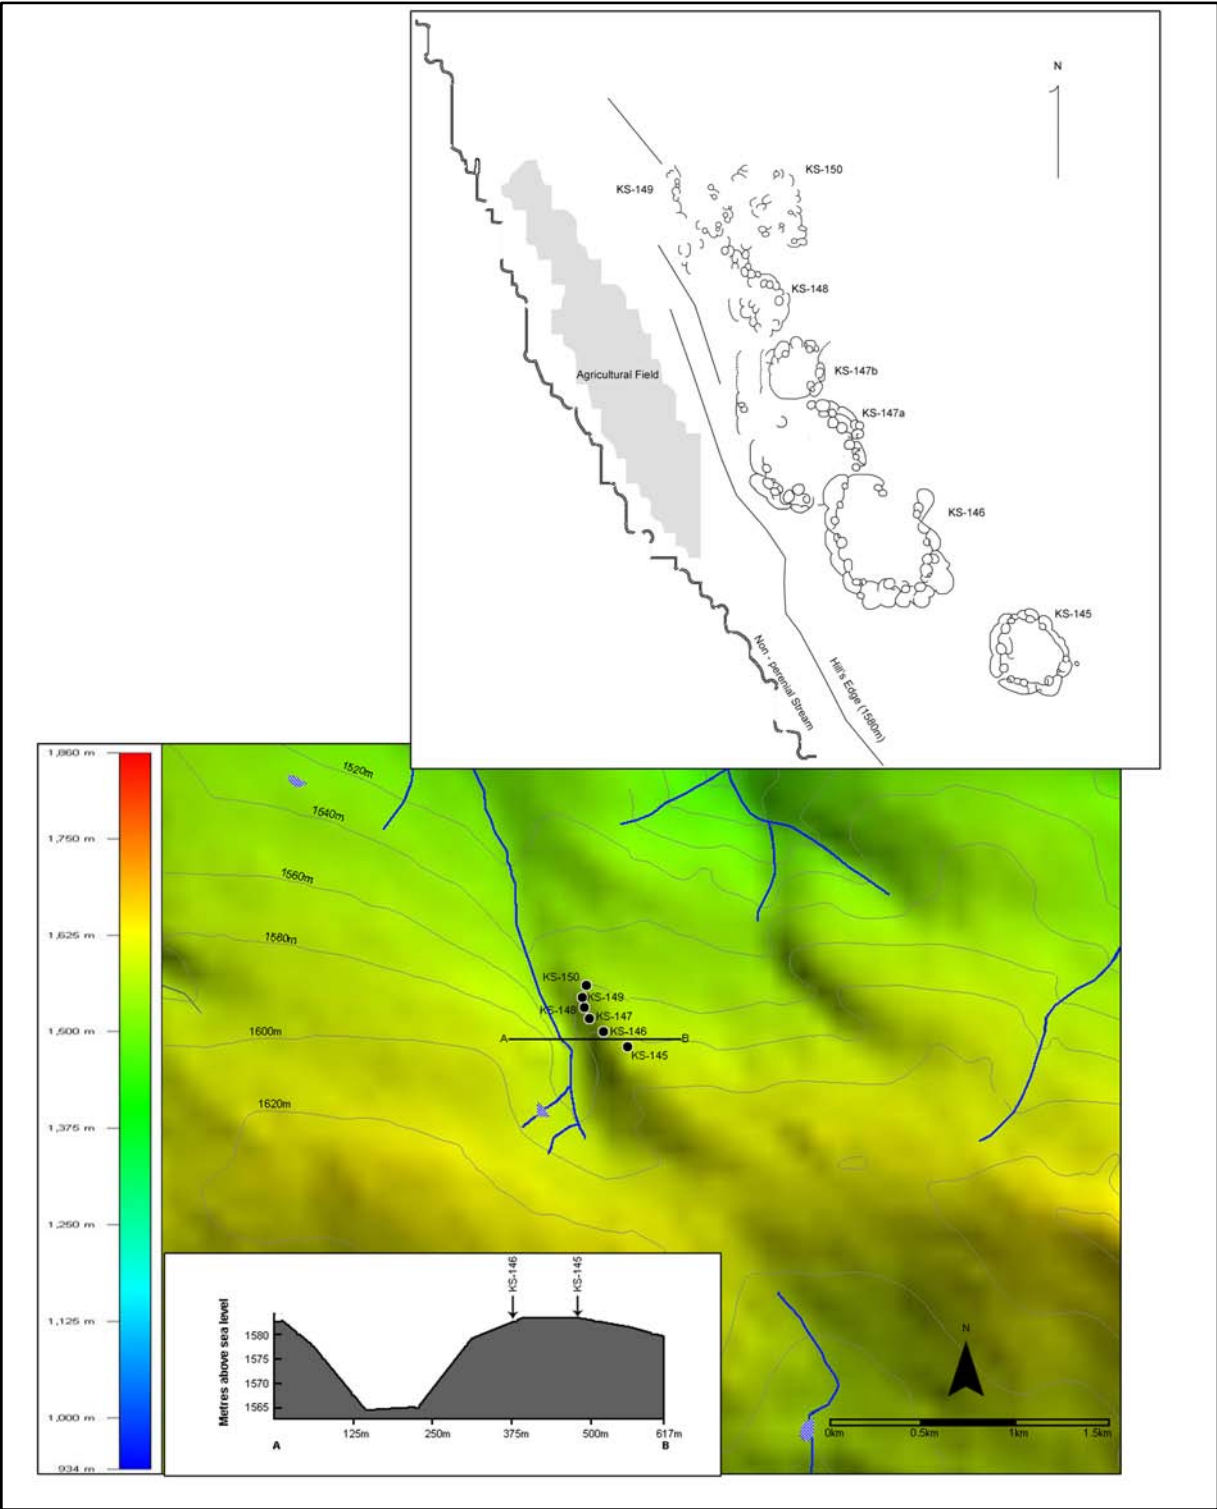 N
KS-150
KS-149
KS-148
Agricultural Field
KS-147b
KS-147a
KS-146
KS-145
Non - perenial Stream
Hill's Edge (1580m)
1,860 m
1,750 m
1,625 m
1,500 m
1,375 m
1,250 m
1,125 m
1,000 m
934 m
1520m
1540m
1560m
1580m
1600m
1620m
KS-150
KS-149
KS-148
KS-147
KS-146
A
B
KS-145
KS-146
KS-145
Metres above sea level
1580
1575
1570
1565
125m
250m
375m
500m
617m
A
B
N
0km
0.5km
1km
1.5km